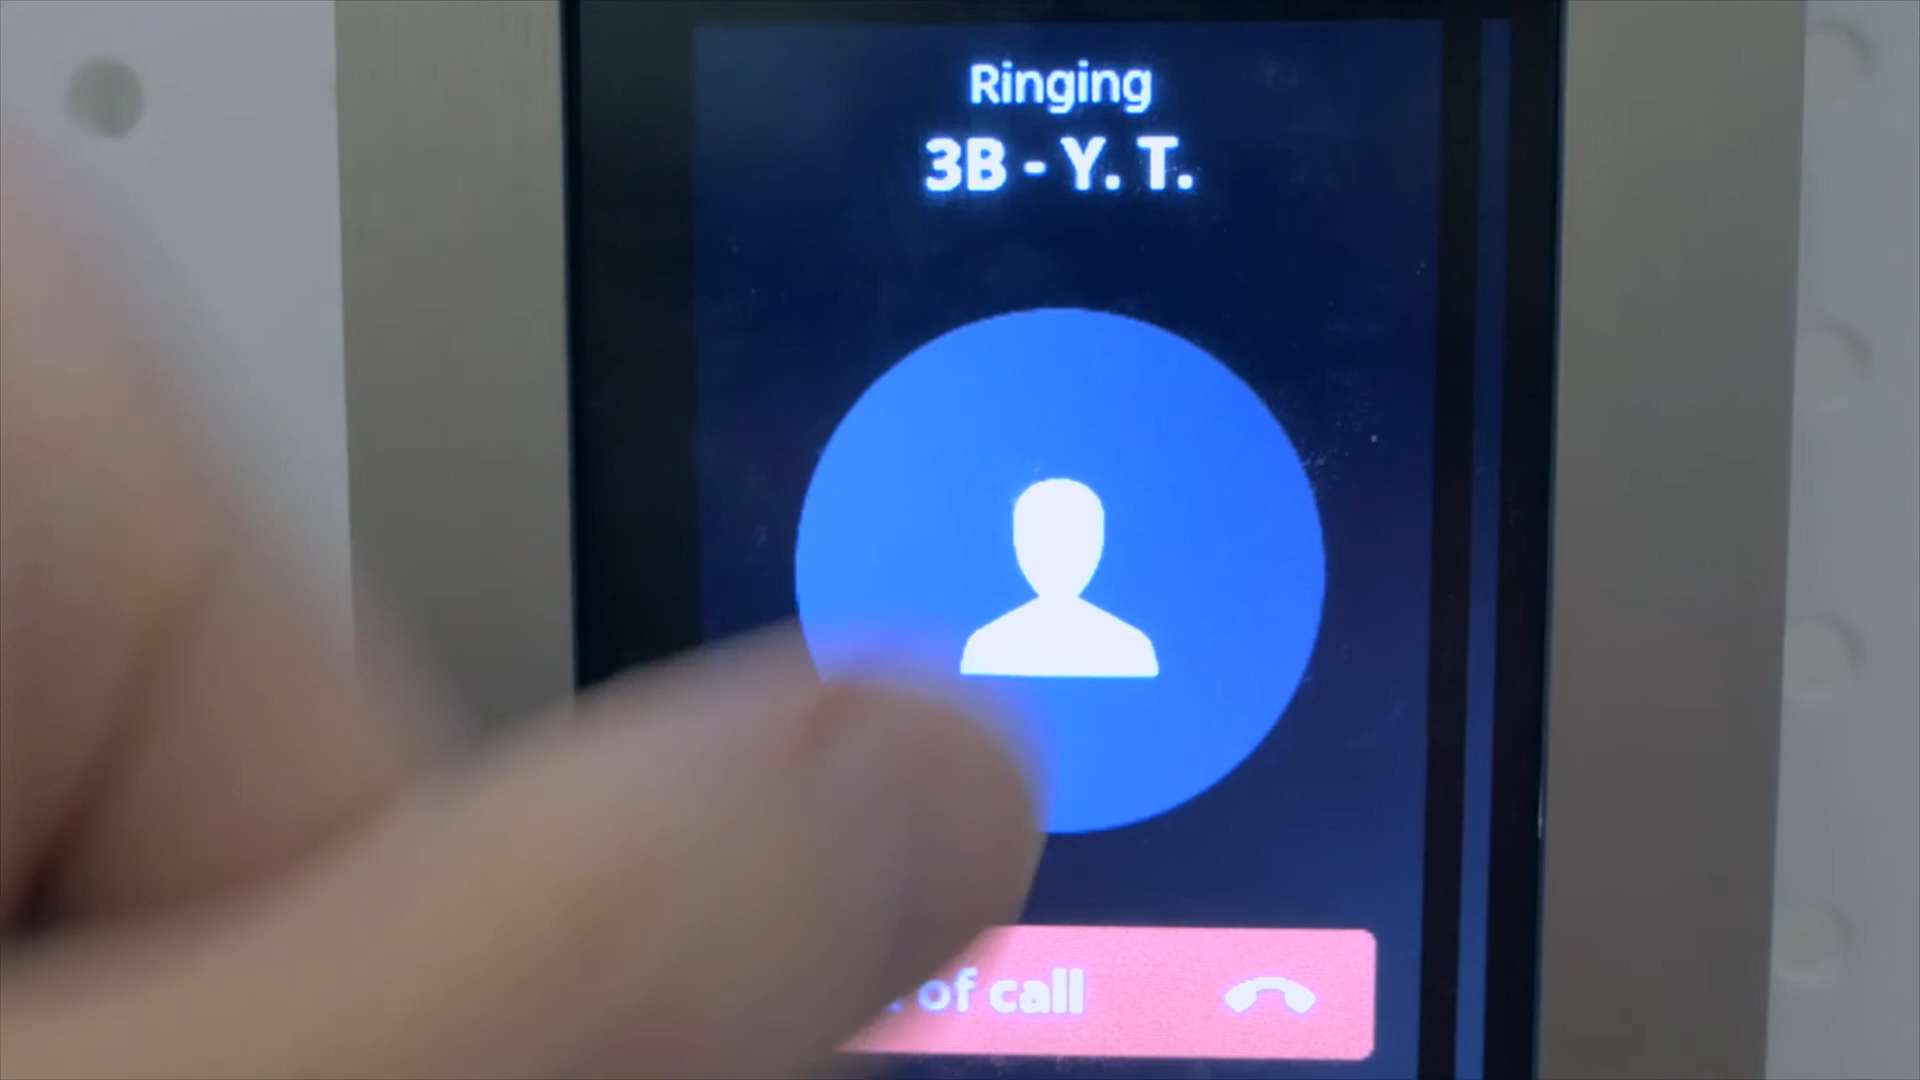 Ringing
3B - Y. T.
of call